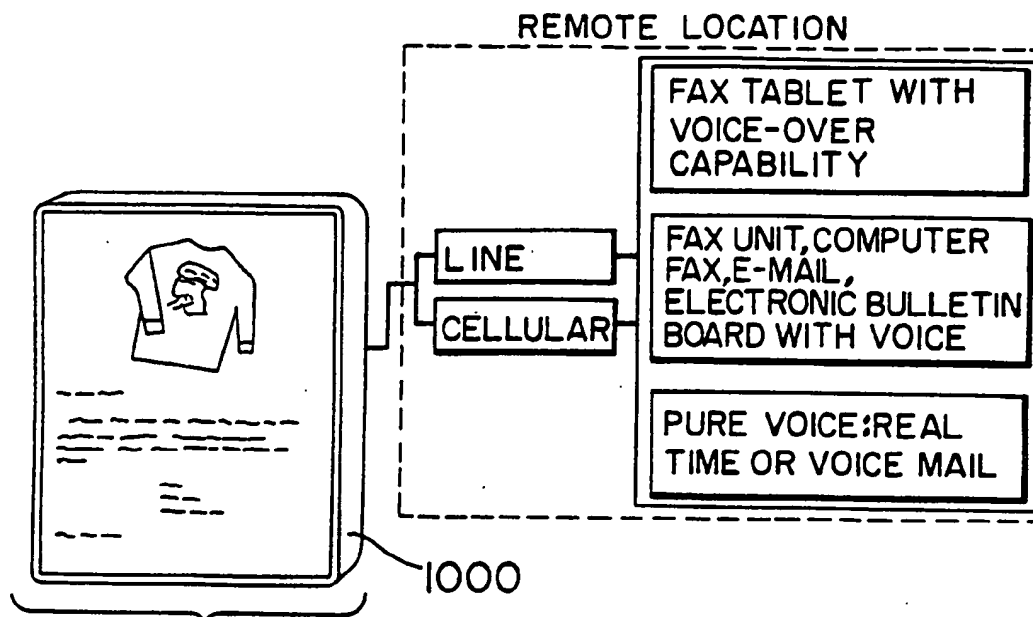 REMOTE LOCATION
FAX TABLET WITH
VOICE-OVER
CAPABILITY
LINE
CELLULAR
FAX UNIT,COMPUTER
FAX,E-MAIL,
ELECTRONIC BULLETIN
BOARD WITH VOICE
PURE VOICE:REAL
TIME OR VOICE MAIL
1000